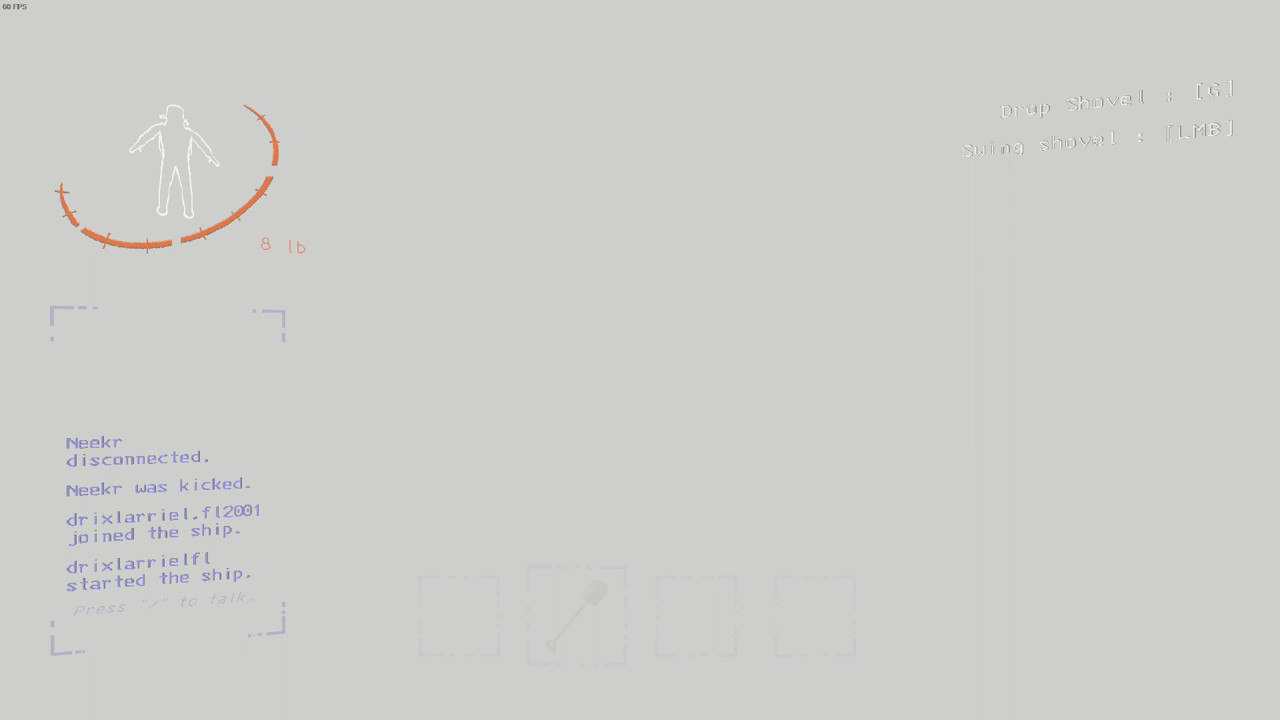 60 FPS
Drop Shovel : [G]
Swing shovel : [LMB]
8 lb
Neekr
disconnected.
Neekr was kicked.
drixlarriel.fl2001
joined the ship.
drixlarrielfl
started the ship.
Press "/" to talk.